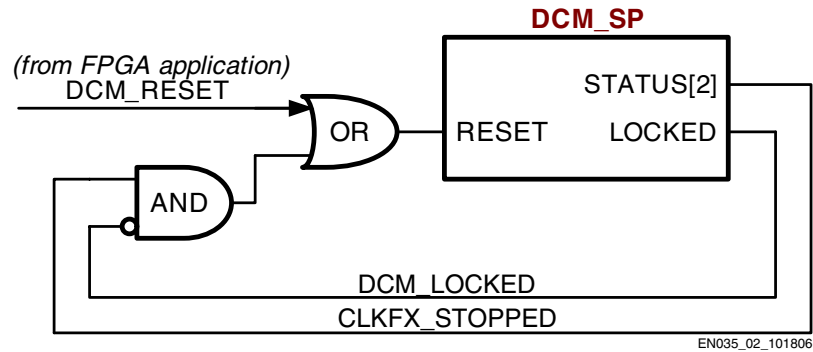 DCM_SP
(from FPGA application)
DCM_RESET
STATUS[2]
OR
RESET
LOCKED
AND
DCM_LOCKED
CLKFX_STOPPED
EN035_02_101806